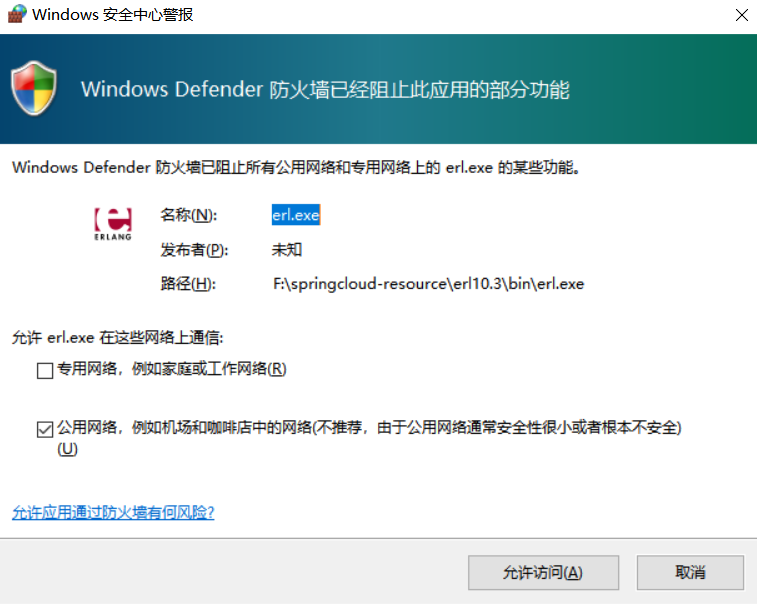 Windows 安全中心警报
Windows Defender 防火墙已经阻止此应用的部分功能
Windows Defender 防火墙已阻止所有公用网络和专用网络上的 erl.exe 的某些功能。
ERLANG
名称(N): erl.exe
发布者(P): 未知
路径(H): F:\springcloud-resource\erl10.3\bin\erl.exe
允许 erl.exe 在这些网络上通信:
专用网络，例如家庭或工作网络(R)
公用网络，例如机场和咖啡店中的网络(不推荐，由于公用网络通常安全性很小或者根本不安全)
(U)
允许应用通过防火墙有何风险?
允许访问(A) 取消